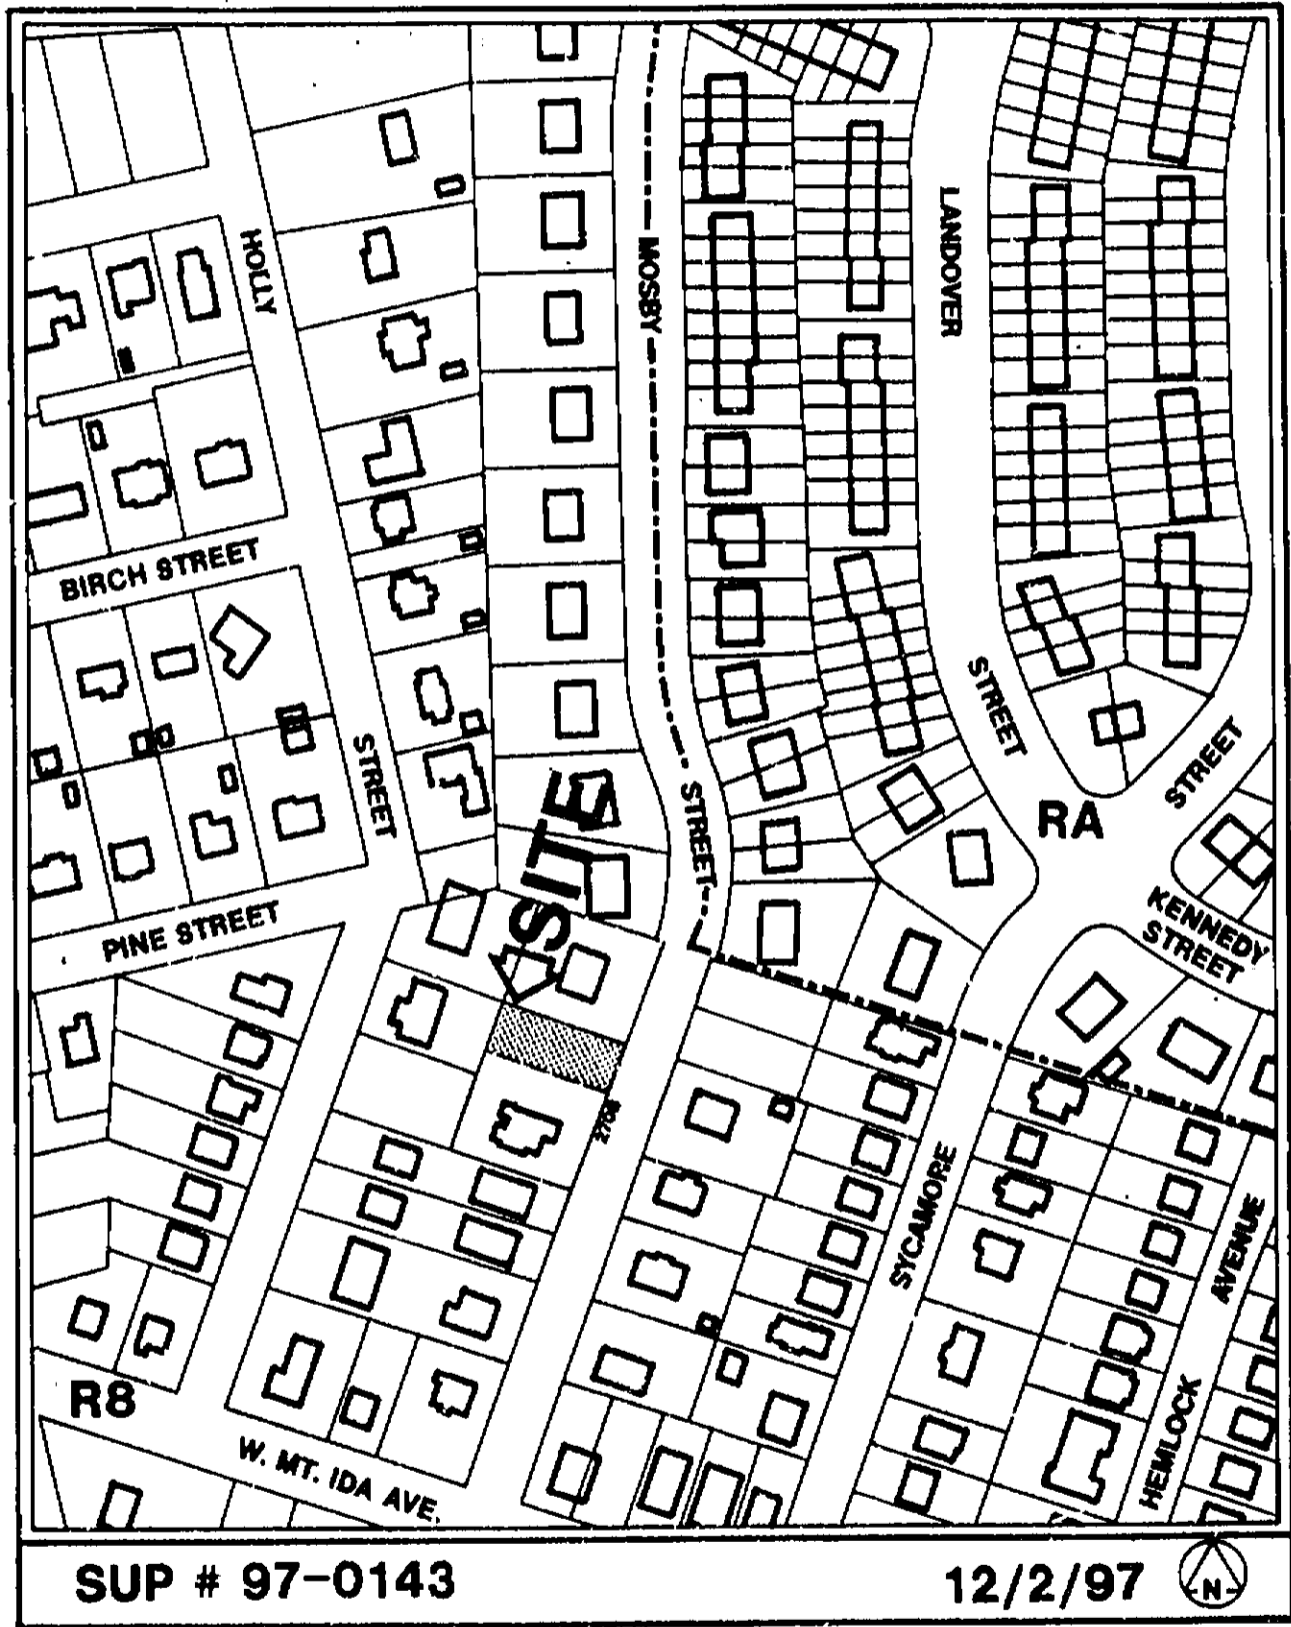 HOLLY
MOSBY
LANDOVER
BIRCH STREET
STREET
STREET
STREET
STREET
SITE
RA
KENNEDY
STREET
PINE STREET
2706
SYCAMORE
AVENUE
HEMLOCK
R8
W. MT. IDA AVE.
SUP # 97-0143
12/2/97
N